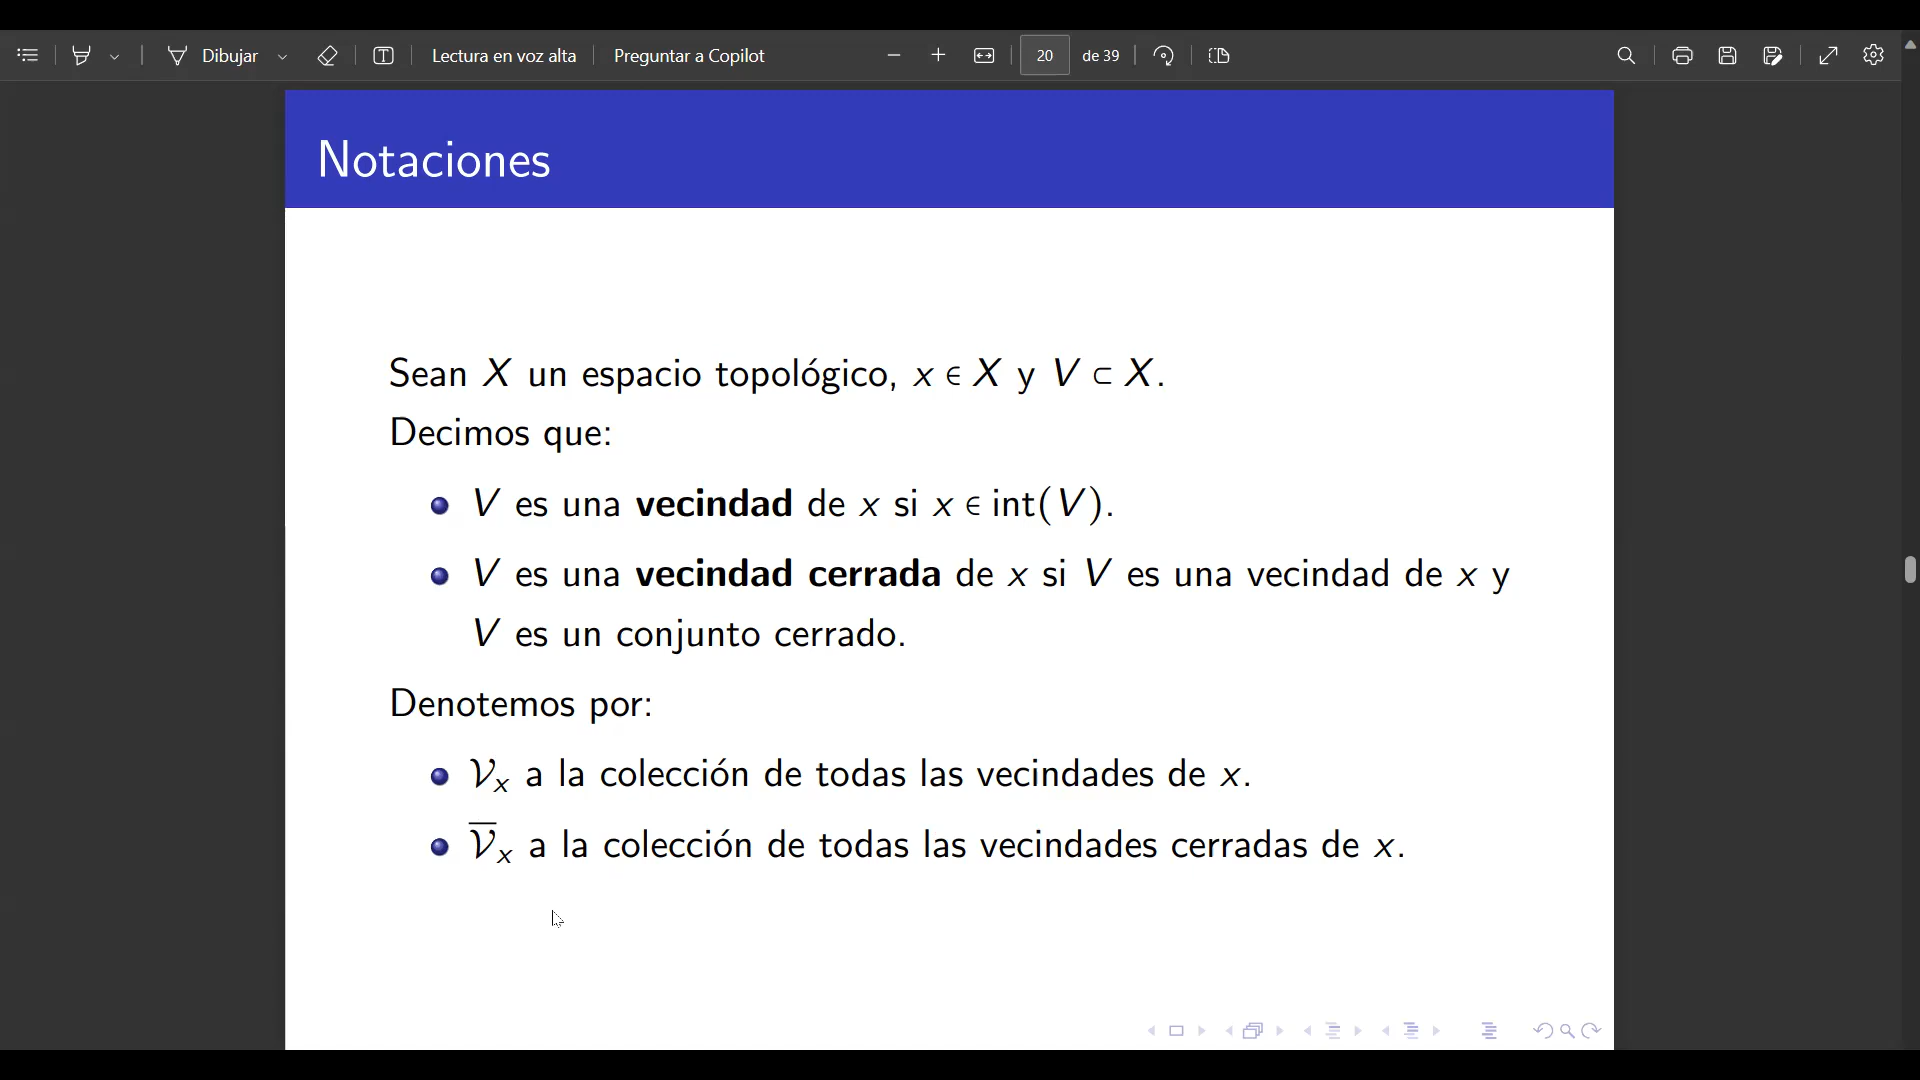 Dibujar Lectura en voz alta Preguntar a Copilot 20 de 39
Notaciones
Sean X un espacio topológico, x ∈ X y V ⊂ X.
Decimos que:
V es una vecindad de x si x ∈ int(V).
V es una vecindad cerrada de x si V es una vecindad de x y
V es un conjunto cerrado.
Denotemos por:
𝒱ₓ a la colección de todas las vecindades de x.
𝒱̅ₓ a la colección de todas las vecindades cerradas de x.